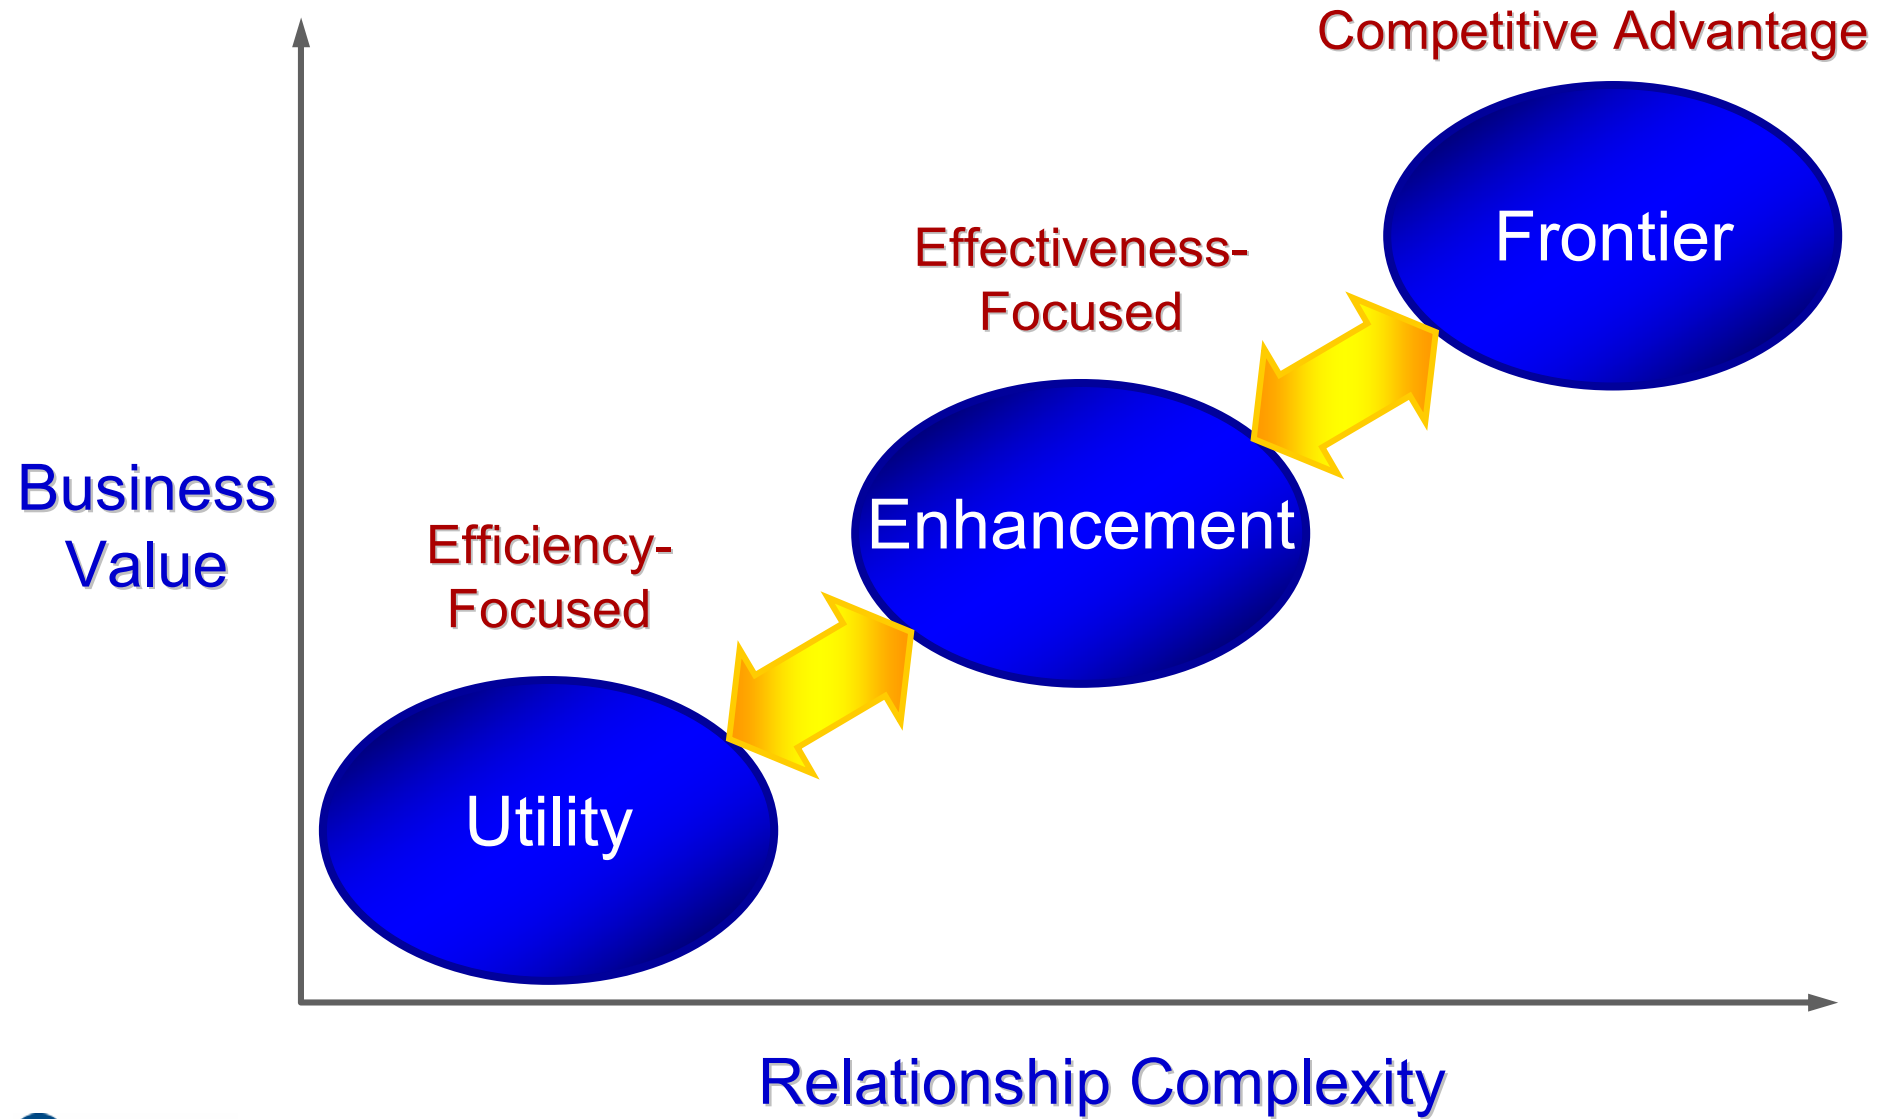 Competitive Advantage
Frontier
Effectiveness-
Focused
Enhancement
Business
Value
Efficiency-
Focused
Utility
Relationship Complexity